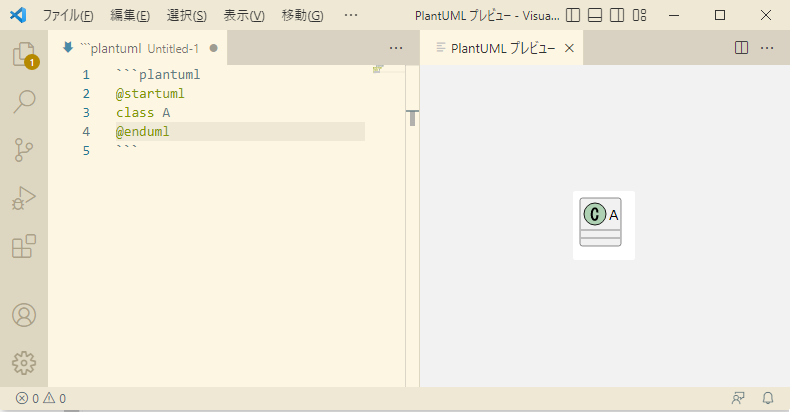 ファイル(F) 編集(E) 選択(S) 表示(V) 移動(G) ··· PlantUML プレビュー - Visua...
```plantuml Untitled-1 ● ···
PlantUML プレビュー ···
1
1 ```plantuml
2 @startuml
3 class A
4 @enduml
5 ```
C A
0 0